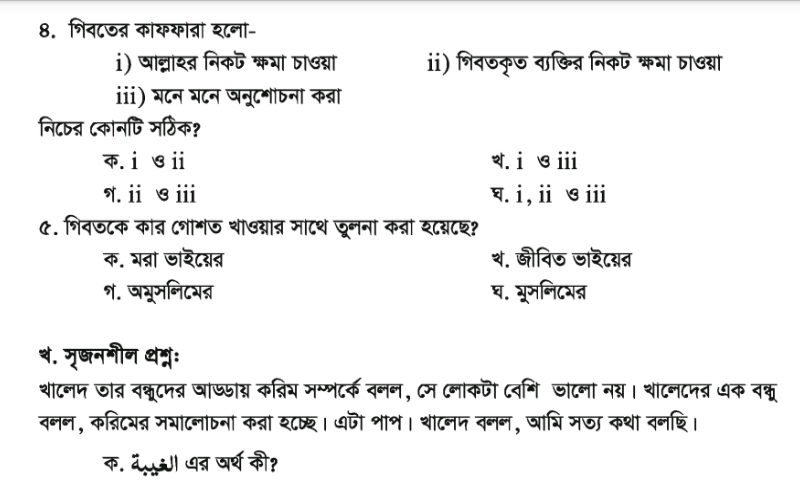 ৪. গিবতের কাফফারা হলো-
i) আল্লাহর নিকট ক্ষমা চাওয়া ii) গিবতকৃত ব্যক্তির নিকট ক্ষমা চাওয়া
iii) মনে মনে অনুশোচনা করা
নিচের কোনটি সঠিক?
ক. i ও ii খ. i ও iii
গ. ii ও iii ঘ. i, ii ও iii
৫. গিবতকে কার গোশত খাওয়ার সাথে তুলনা করা হয়েছে?
ক. মরা ভাইয়ের খ. জীবিত ভাইয়ের
গ. অমুসলিমের ঘ. মুসলিমের
খ. সৃজনশীল প্রশ্ন:
খালেদ তার বন্ধুদের আড্ডায় করিম সম্পর্কে বলল, সে লোকটা বেশি ভালো নয়। খালেদের এক বন্ধু
বলল, করিমের সমালোচনা করা হচ্ছে। এটা পাপ। খালেদ বলল, আমি সত্য কথা বলছি।
ক. الغيبة এর অর্থ কী?